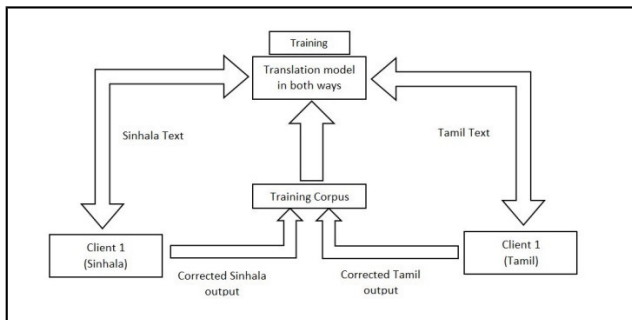 Training
Translation model
in both ways
Sinhala Text
Tamil Text
Training Corpus
Client 1
(Sinhala)
Client 1
(Tamil)
Corrected Sinhala
output
Corrected Tamil
output